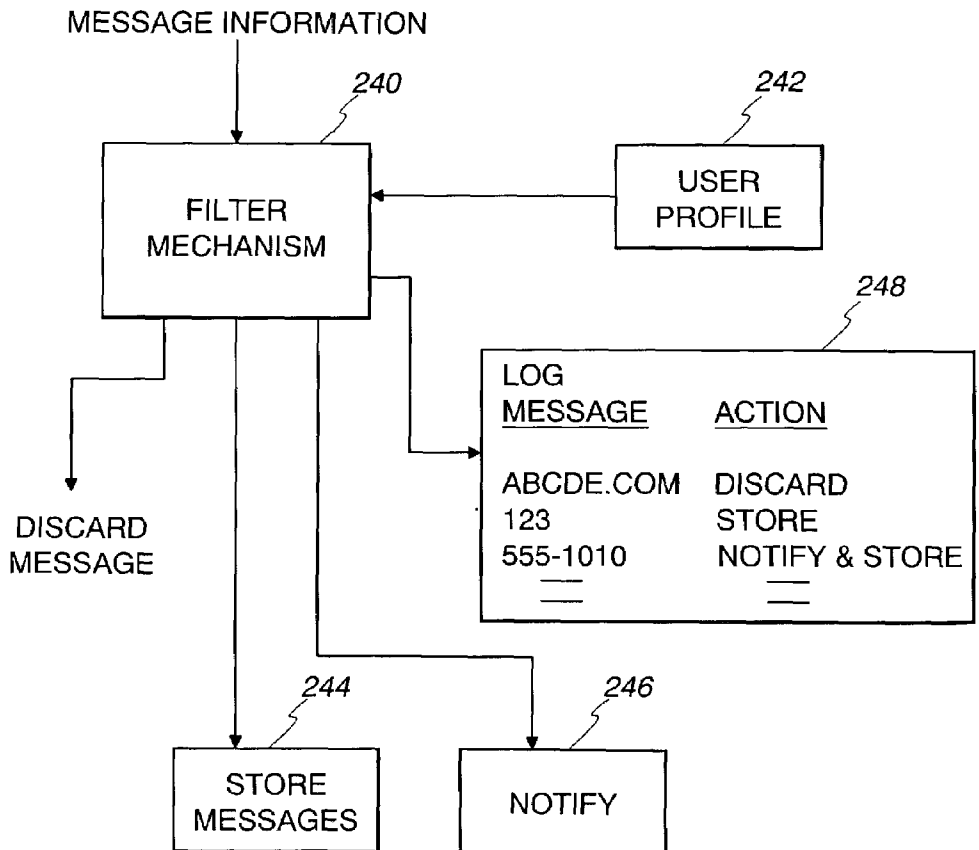 MESSAGE INFORMATION
240
242
FILTER
MECHANISM
USER
PROFILE
248
LOG
MESSAGE ACTION
ABCDE.COM DISCARD
123 STORE
555-1010 NOTIFY & STORE
DISCARD
MESSAGE
244
246
STORE
MESSAGES
NOTIFY